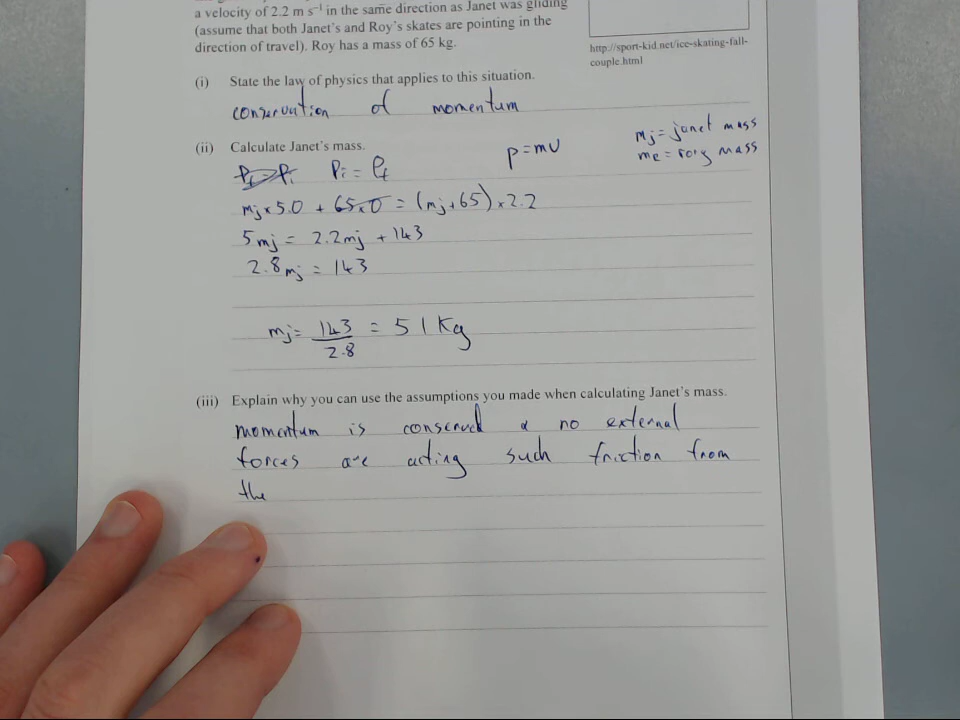 a velocity of 2.2 m s⁻¹ in the same direction as Janet was gliding
(assume that both Janet's and Roy's skates are pointing in the
direction of travel). Roy has a mass of 65 kg.
http://sport-kid.net/ice-skating-fall-
couple.html
(i) State the law of physics that applies to this situation.
conservation of momentum
(ii) Calculate Janet's mass.
p=mv
mj = janet mass
mr = rory mass
Pi = Pf
mj x 5.0 + 65x0 = (mj+65) x 2.2
5mj = 2.2mj + 143
2.8mj = 143
mj = 143/2.8 = 51 Kg
(iii) Explain why you can use the assumptions you made when calculating Janet's mass.
momentum is conserved & no external
forces are acting such friction from
the